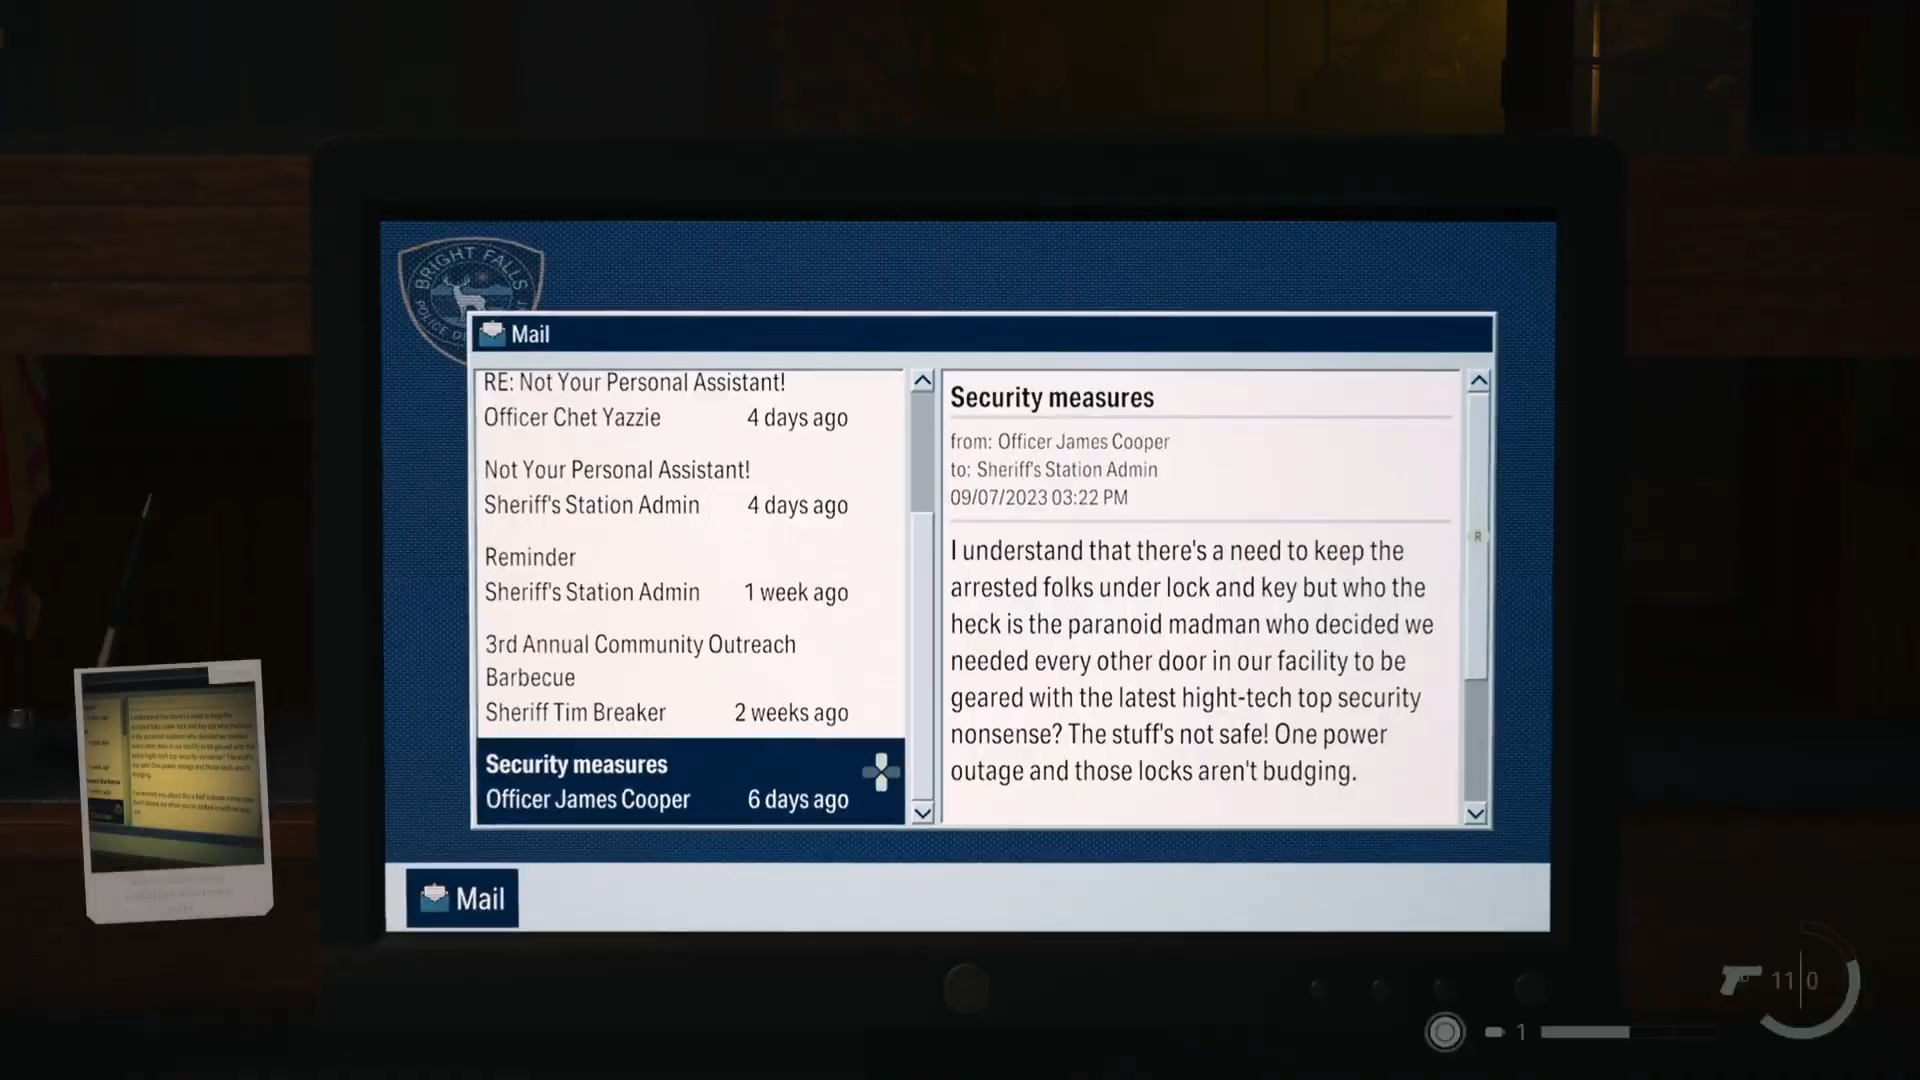 BRIGHT FALLS
POLICE DE
Mail
RE: Not Your Personal Assistant!
Officer Chet Yazzie 4 days ago
Not Your Personal Assistant!
Sheriff's Station Admin 4 days ago
Reminder
Sheriff's Station Admin 1 week ago
3rd Annual Community Outreach
Barbecue
Sheriff Tim Breaker 2 weeks ago
Security measures
Officer James Cooper 6 days ago
Security measures
from: Officer James Cooper
to: Sheriff's Station Admin
09/07/2023 03:22 PM
I understand that there's a need to keep the
arrested folks under lock and key but who the
heck is the paranoid madman who decided we
needed every other door in our facility to be
geared with the latest hight-tech top security
nonsense? The stuff's not safe! One power
outage and those locks aren't budging.
R
Mail
11 0
1